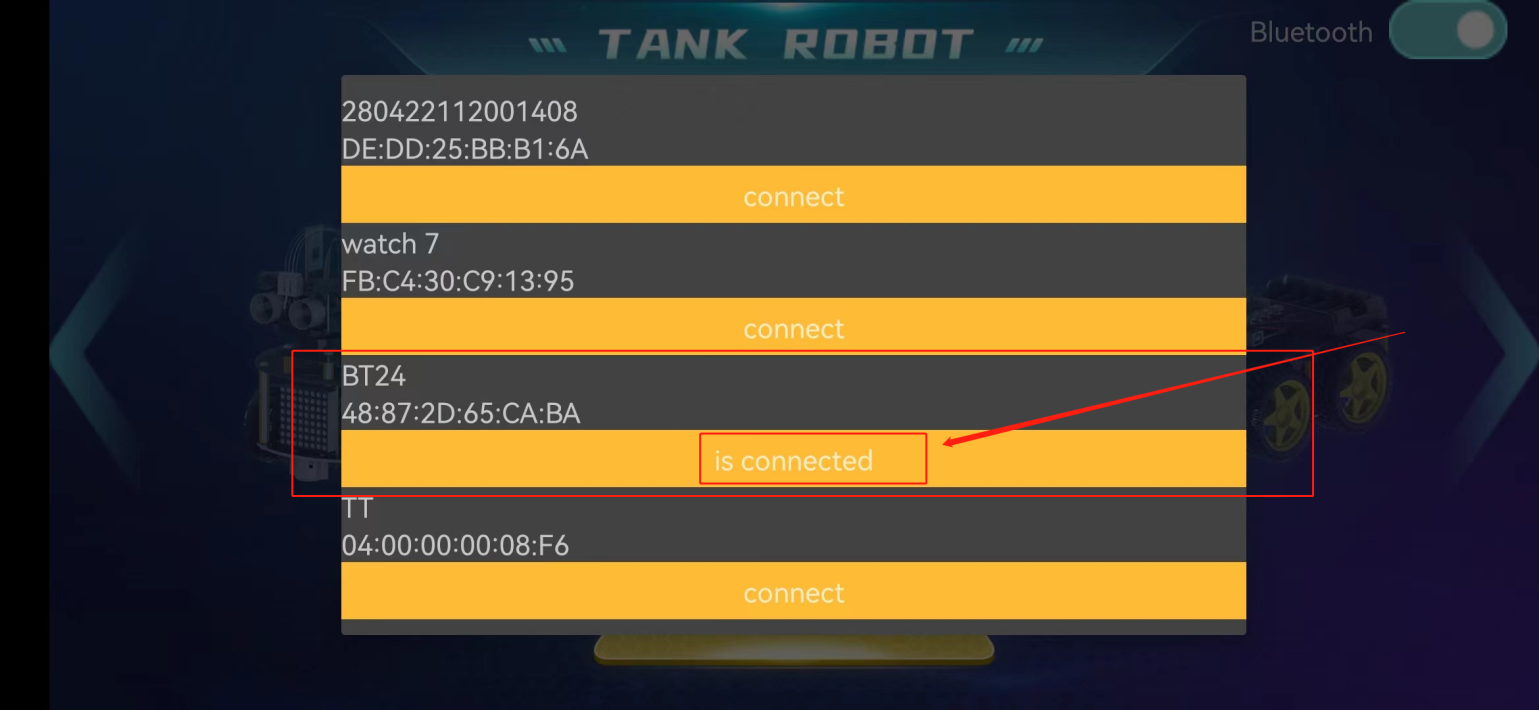 TANK ROBOT
Bluetooth
280422112001408
DE:DD:25:BB:B1:6A
connect
watch 7
FB:C4:30:C9:13:95
connect
BT24
48:87:2D:65:CA:BA
is connected
TT
04:00:00:00:08:F6
connect